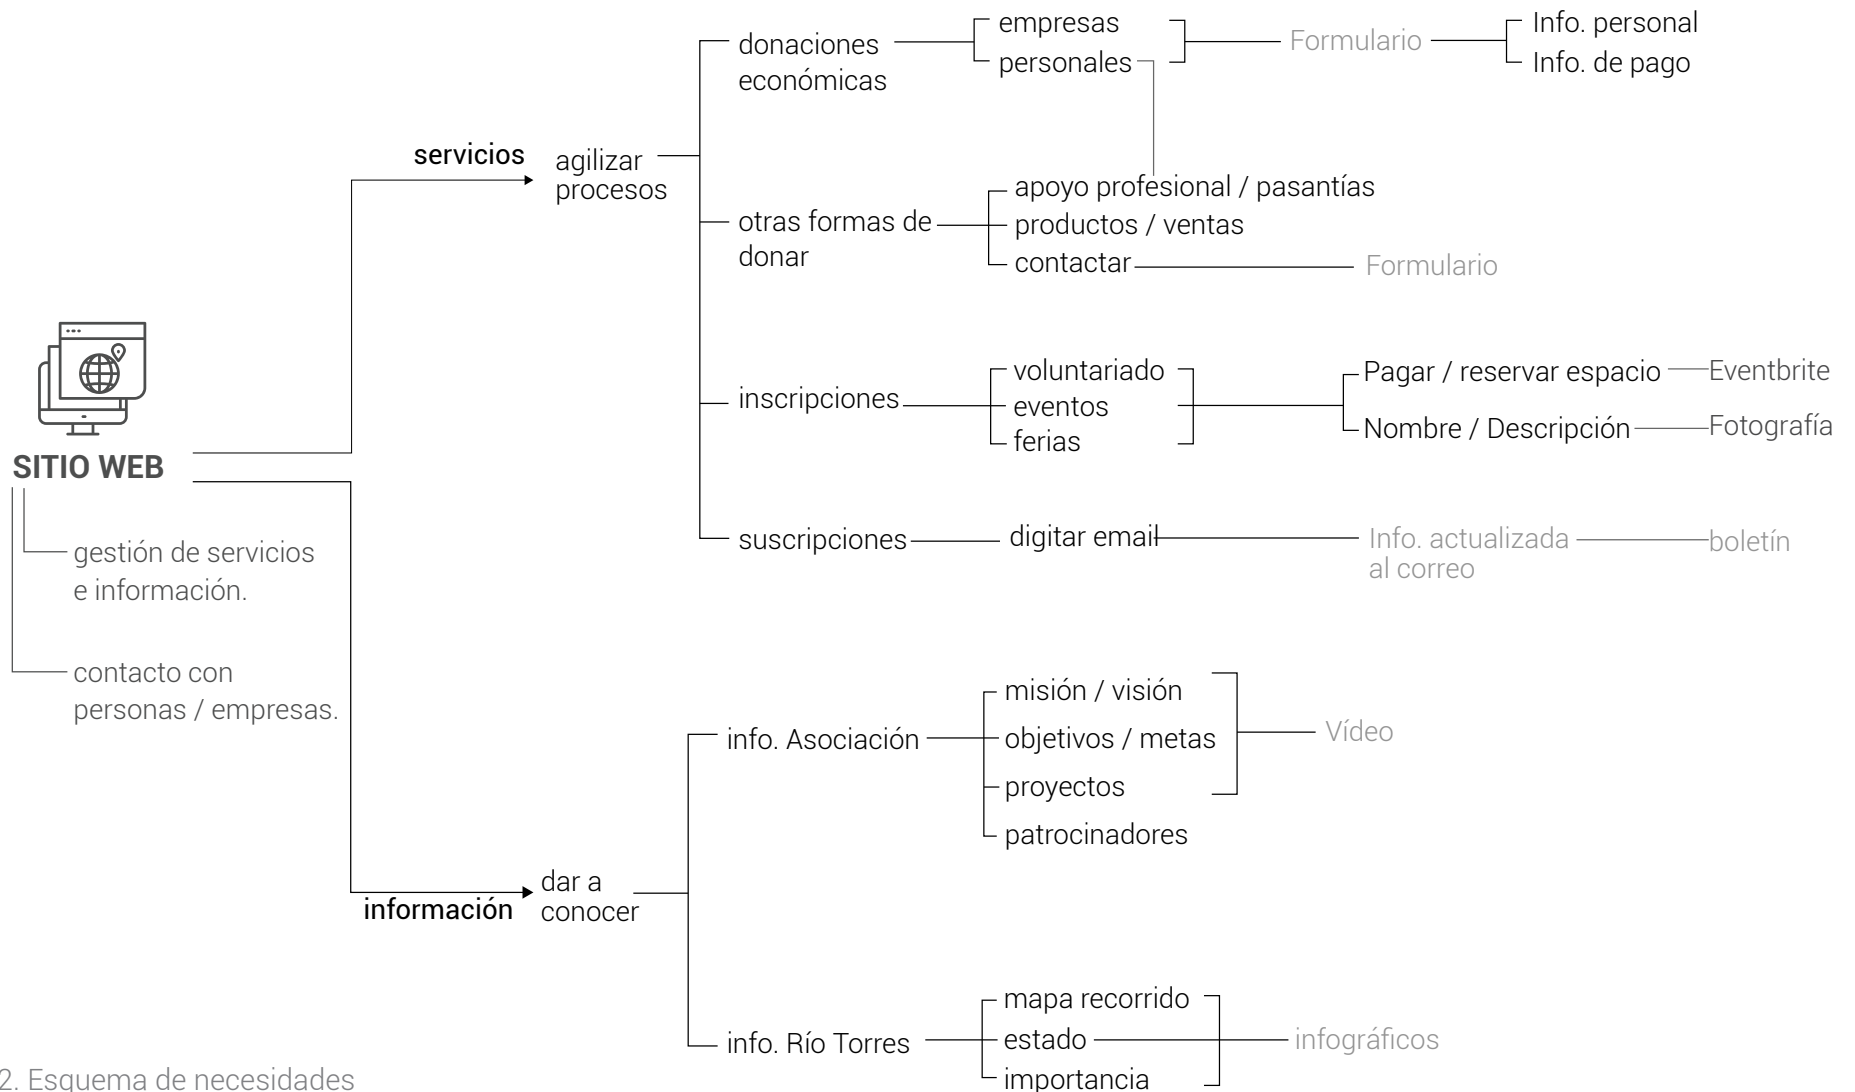 SITIO WEB
gestión de servicios
e información.
contacto con
personas / empresas.
servicios
agilizar
procesos
donaciones
económicas
empresas
personales
Formulario
Info. personal
Info. de pago
otras formas de
donar
apoyo profesional / pasantías
productos / ventas
contactar
Formulario
inscripciones
voluntariado
eventos
ferias
Pagar / reservar espacio
Eventbrite
Nombre / Descripción
Fotografía
suscripciones
digitar email
Info. actualizada
al correo
boletín
información
dar a
conocer
info. Asociación
misión / visión
objetivos / metas
proyectos
patrocinadores
Vídeo
info. Río Torres
mapa recorrido
estado
importancia
infográficos
2. Esquema de necesidades